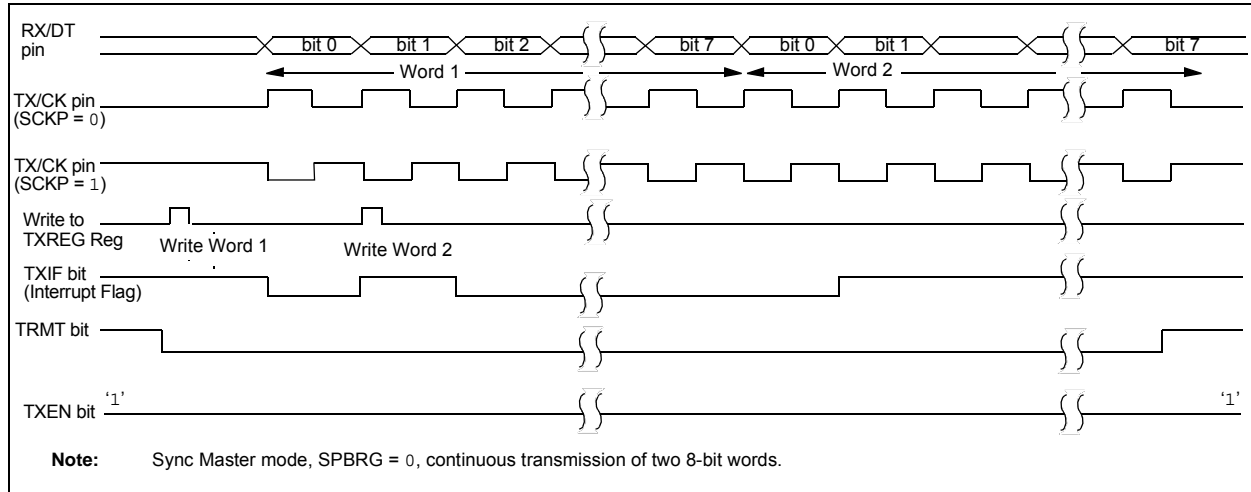 RX/DT
pin
bit 0 bit 1 bit 2 bit 7 bit 0 bit 1 bit 7
Word 1 Word 2
TX/CK pin
(SCKP = 0)
TX/CK pin
(SCKP = 1)
Write to
TXREG Reg
Write Word 1 Write Word 2
TXIF bit
(Interrupt Flag)
TRMT bit
‘1’ ‘1’
TXEN bit
Note: Sync Master mode, SPBRG = 0, continuous transmission of two 8-bit words.